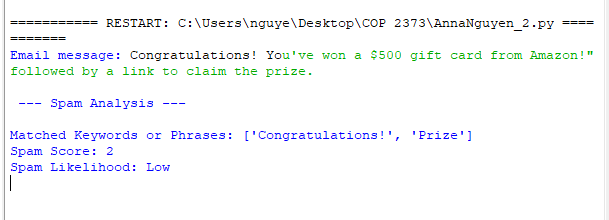 =========== RESTART: C:\Users\nguye\Desktop\COP 2373\AnnaNguyen_2.py ====
=========
Email message: Congratulations! You've won a $500 gift card from Amazon!"
followed by a link to claim the prize.
--- Spam Analysis ---
Matched Keywords or Phrases: ['Congratulations!', 'Prize']
Spam Score: 2
Spam Likelihood: Low